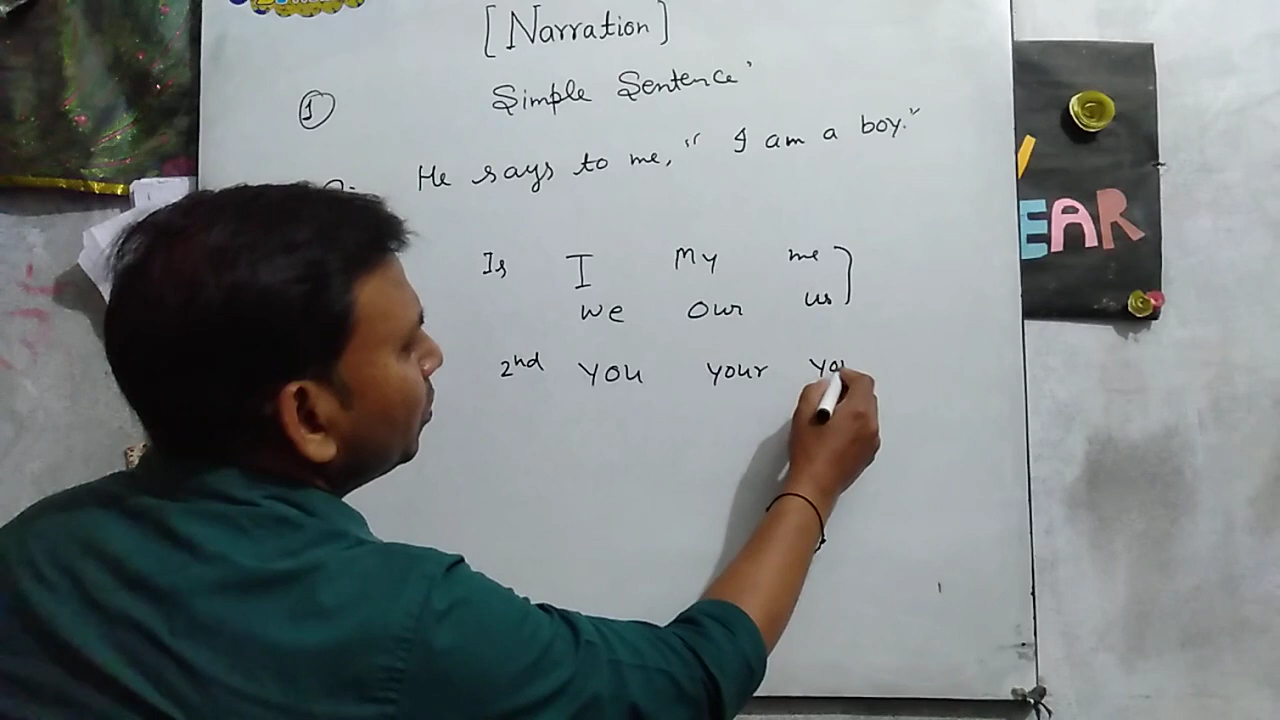 [Narration]
① Simple Sentence'
He says to me, " I am a boy."
Is I My me
we our us
2nd you your yo
EAR